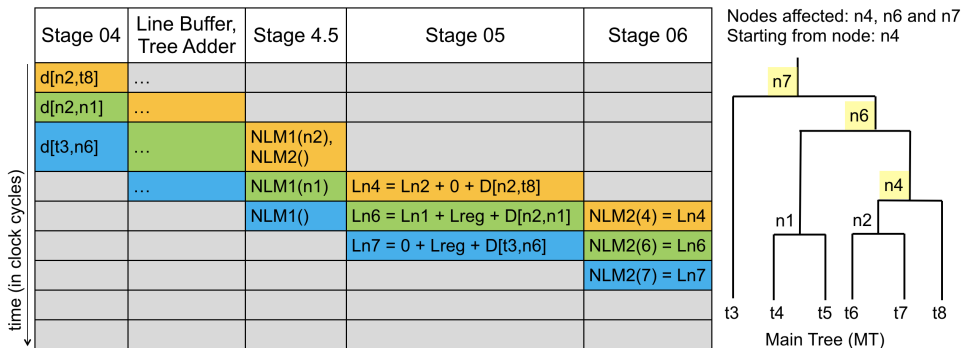 Stage 04
Line Buffer,
Tree Adder
Stage 4.5
Stage 05
Stage 06
d[n2,t8]
...
d[n2,n1]
...
d[t3,n6]
...
NLM1(n2),
NLM2()
...
NLM1(n1)
Ln4 = Ln2 + 0 + D[n2,t8]
NLM1()
Ln6 = Ln1 + Lreg + D[n2,n1]
NLM2(4) = Ln4
Ln7 = 0 + Lreg + D[t3,n6]
NLM2(6) = Ln6
NLM2(7) = Ln7
time (in clock cycles)
Nodes affected: n4, n6 and n7
Starting from node: n4
n7
n6
n4
n1
n2
t3
t4
t5
t6
t7
t8
Main Tree (MT)